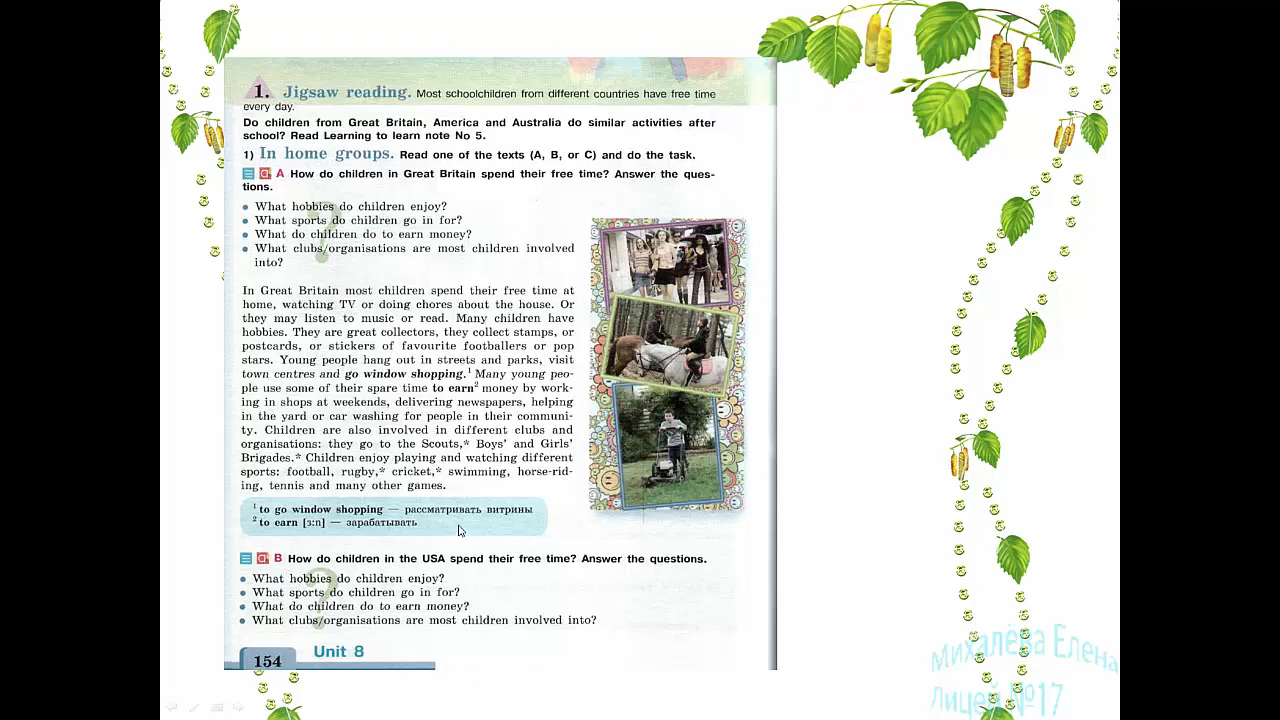 1. Jigsaw reading. Most schoolchildren from different countries have free time
every day.
Do children from Great Britain, America and Australia do similar activities after
school? Read Learning to learn note No 5.
1) In home groups. Read one of the texts (A, B, or C) and do the task.
A How do children in Great Britain spend their free time? Answer the ques-
tions.
• What hobbies do children enjoy?
• What sports do children go in for?
• What do children do to earn money?
• What clubs/organisations are most children involved
into?
In Great Britain most children spend their free time at
home, watching TV or doing chores about the house. Or
they may listen to music or read. Many children have
hobbies. They are great collectors, they collect stamps, or
postcards, or stickers of favourite footballers or pop
stars. Young people hang out in streets and parks, visit
town centres and go window shopping.¹ Many young peo-
ple use some of their spare time to earn² money by work-
ing in shops at weekends, delivering newspapers, helping
in the yard or car washing for people in their communi-
ty. Children are also involved in different clubs and
organisations: they go to the Scouts,* Boys' and Girls'
Brigades.* Children enjoy playing and watching different
sports: football, rugby,* cricket,* swimming, horse-rid-
ing, tennis and many other games.
¹ to go window shopping — рассматривать витрины
² to earn [ɜːn] — зарабатывать
B How do children in the USA spend their free time? Answer the questions.
• What hobbies do children enjoy?
• What sports do children go in for?
• What do children do to earn money?
• What clubs/organisations are most children involved into?
154 Unit 8
Михалёва Елена
Лицей №17